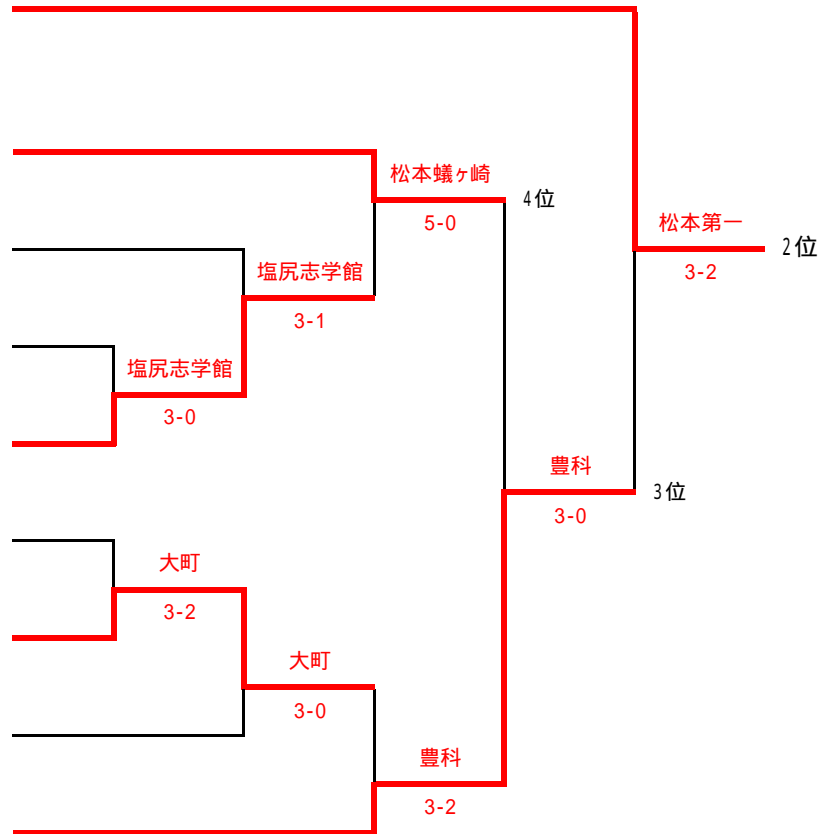 松本蟻ヶ崎
4位
5-0
松本第一
2位
3-2
塩尻志学館
3-1
塩尻志学館
3-0
豊科
3位
3-0
大町
3-2
大町
3-0
豊科
3-2